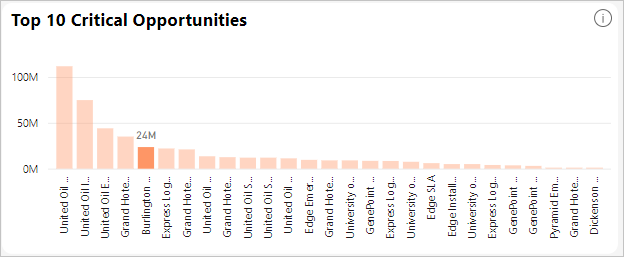 Top 10 Critical Opportunities
100M
50M
0M
24M
United Oil ...
United Oil I...
United Oil E...
Grand Hote...
Burlington ...
Express Log...
Grand Hote...
United Oil ...
Grand Hote...
United Oil S...
United Oil S...
United Oil ...
Edge Emer...
Grand Hote...
University o...
GenePoint ...
Express Log...
University o...
Edge SLA
Edge Install...
University o...
Express Log...
GenePoint ...
GenePoint ...
Pyramid Em...
Grand Hote...
Dickenson ...